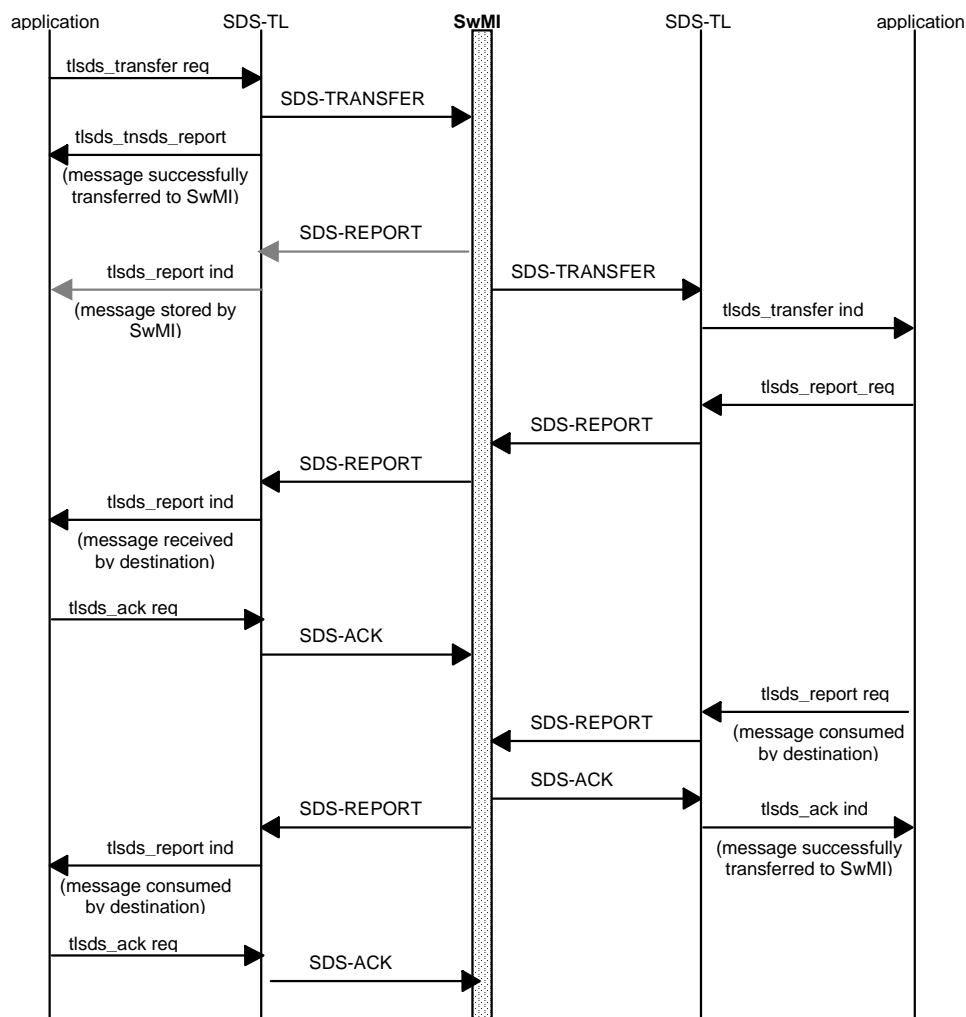 application SDS-TL SwMI SDS-TL application
tlsds_transfer req
SDS-TRANSFER
tlsds_tnsds_report
(message successfully
transferred to SwMI)
SDS-REPORT
tlsds_report ind
SDS-TRANSFER
(message stored by
SwMI)
tlsds_transfer ind
tlsds_report_req
SDS-REPORT
SDS-REPORT
tlsds_report ind
(message received
by destination)
tlsds_ack req
SDS-ACK
tlsds_report req
SDS-REPORT
(message consumed
by destination)
SDS-ACK
SDS-REPORT
tlsds_ack ind
(message successfully
transferred to SwMI)
tlsds_report ind
(message consumed
by destination)
tlsds_ack req
SDS-ACK